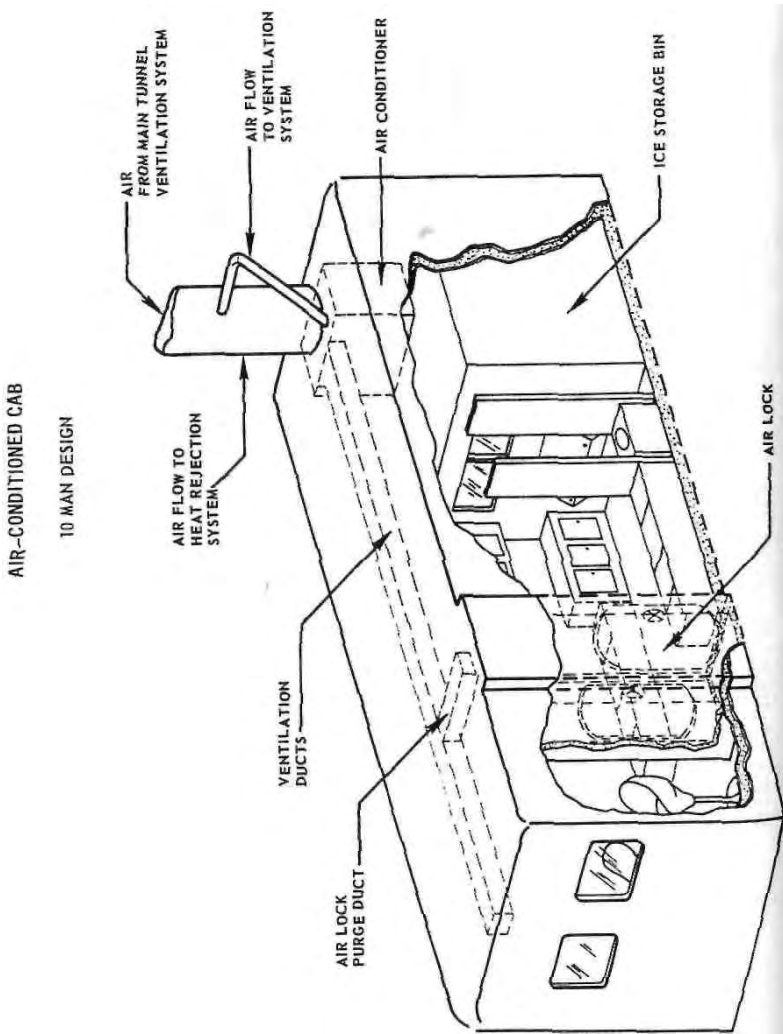 AIR-CONDITIONED CAB
10 MAN DESIGN
AIR
FROM MAIN TUNNEL
VENTILATION SYSTEM
AIR FLOW
TO VENTILATION
SYSTEM
AIR FLOW TO
HEAT REJECTION
SYSTEM
AIR CONDITIONER
VENTILATION
DUCTS
AIR LOCK
PURGE DUCT
ICE STORAGE BIN
AIR LOCK